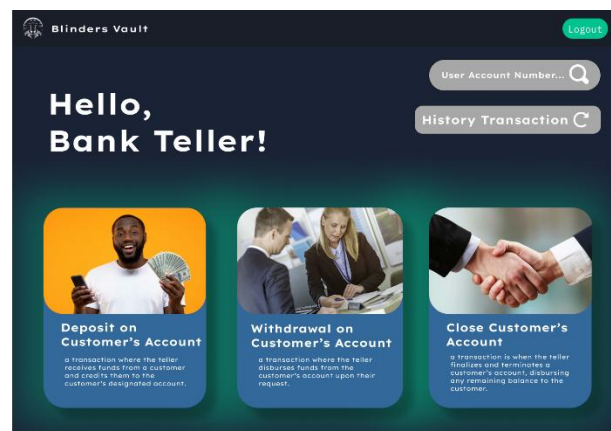 Blinders Vault
Logout
User Account Number...
History Transaction
Hello,
Bank Teller!
Deposit on
Customer's Account
a transaction where the teller
receives funds from a customer
and credits them to the
customer's designated account.
Withdrawal on
Customer's Account
a transaction where the teller
disburses funds from the
customer's account upon their
request.
Close Customer's
Account
a transaction is when the teller
finalizes and terminates a
customer's account, disbursing
any remaining balance to the
customer.